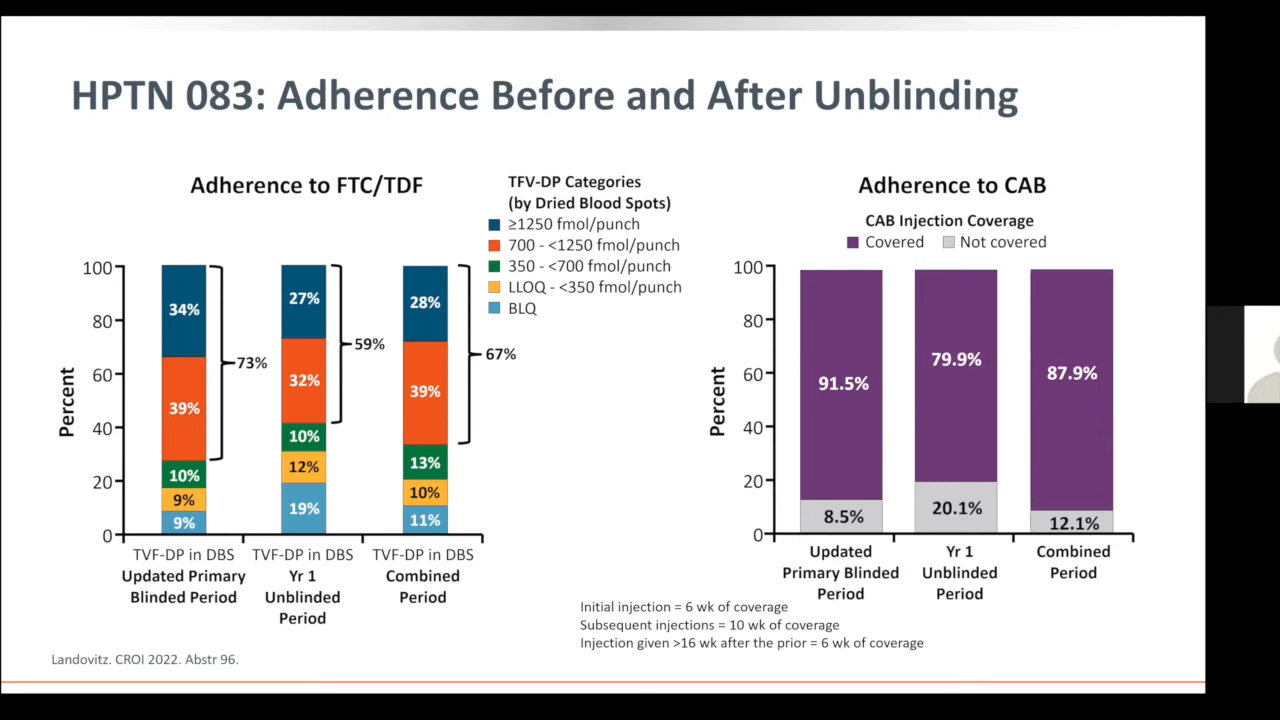 HPTN 083: Adherence Before and After Unblinding
Adherence to FTC/TDF
TFV-DP Categories
(by Dried Blood Spots)
≥1250 fmol/punch
700 - <1250 fmol/punch
350 - <700 fmol/punch
LLOQ - <350 fmol/punch
BLQ
Percent
100
80
60
40
20
0
34%
39%
10%
9%
9%
73%
27%
32%
10%
12%
19%
59%
28%
39%
13%
10%
11%
67%
TVF-DP in DBS
Updated Primary
Blinded Period
TVF-DP in DBS
Yr 1
Unblinded
Period
TVF-DP in DBS
Combined
Period
Adherence to CAB
CAB Injection Coverage
Covered
Not covered
Percent
100
80
60
40
20
0
91.5%
8.5%
79.9%
20.1%
87.9%
12.1%
Updated
Primary Blinded
Period
Yr 1
Unblinded
Period
Combined
Period
Initial injection = 6 wk of coverage
Subsequent injections = 10 wk of coverage
Injection given >16 wk after the prior = 6 wk of coverage
Landovitz. CROI 2022. Abstr 96.